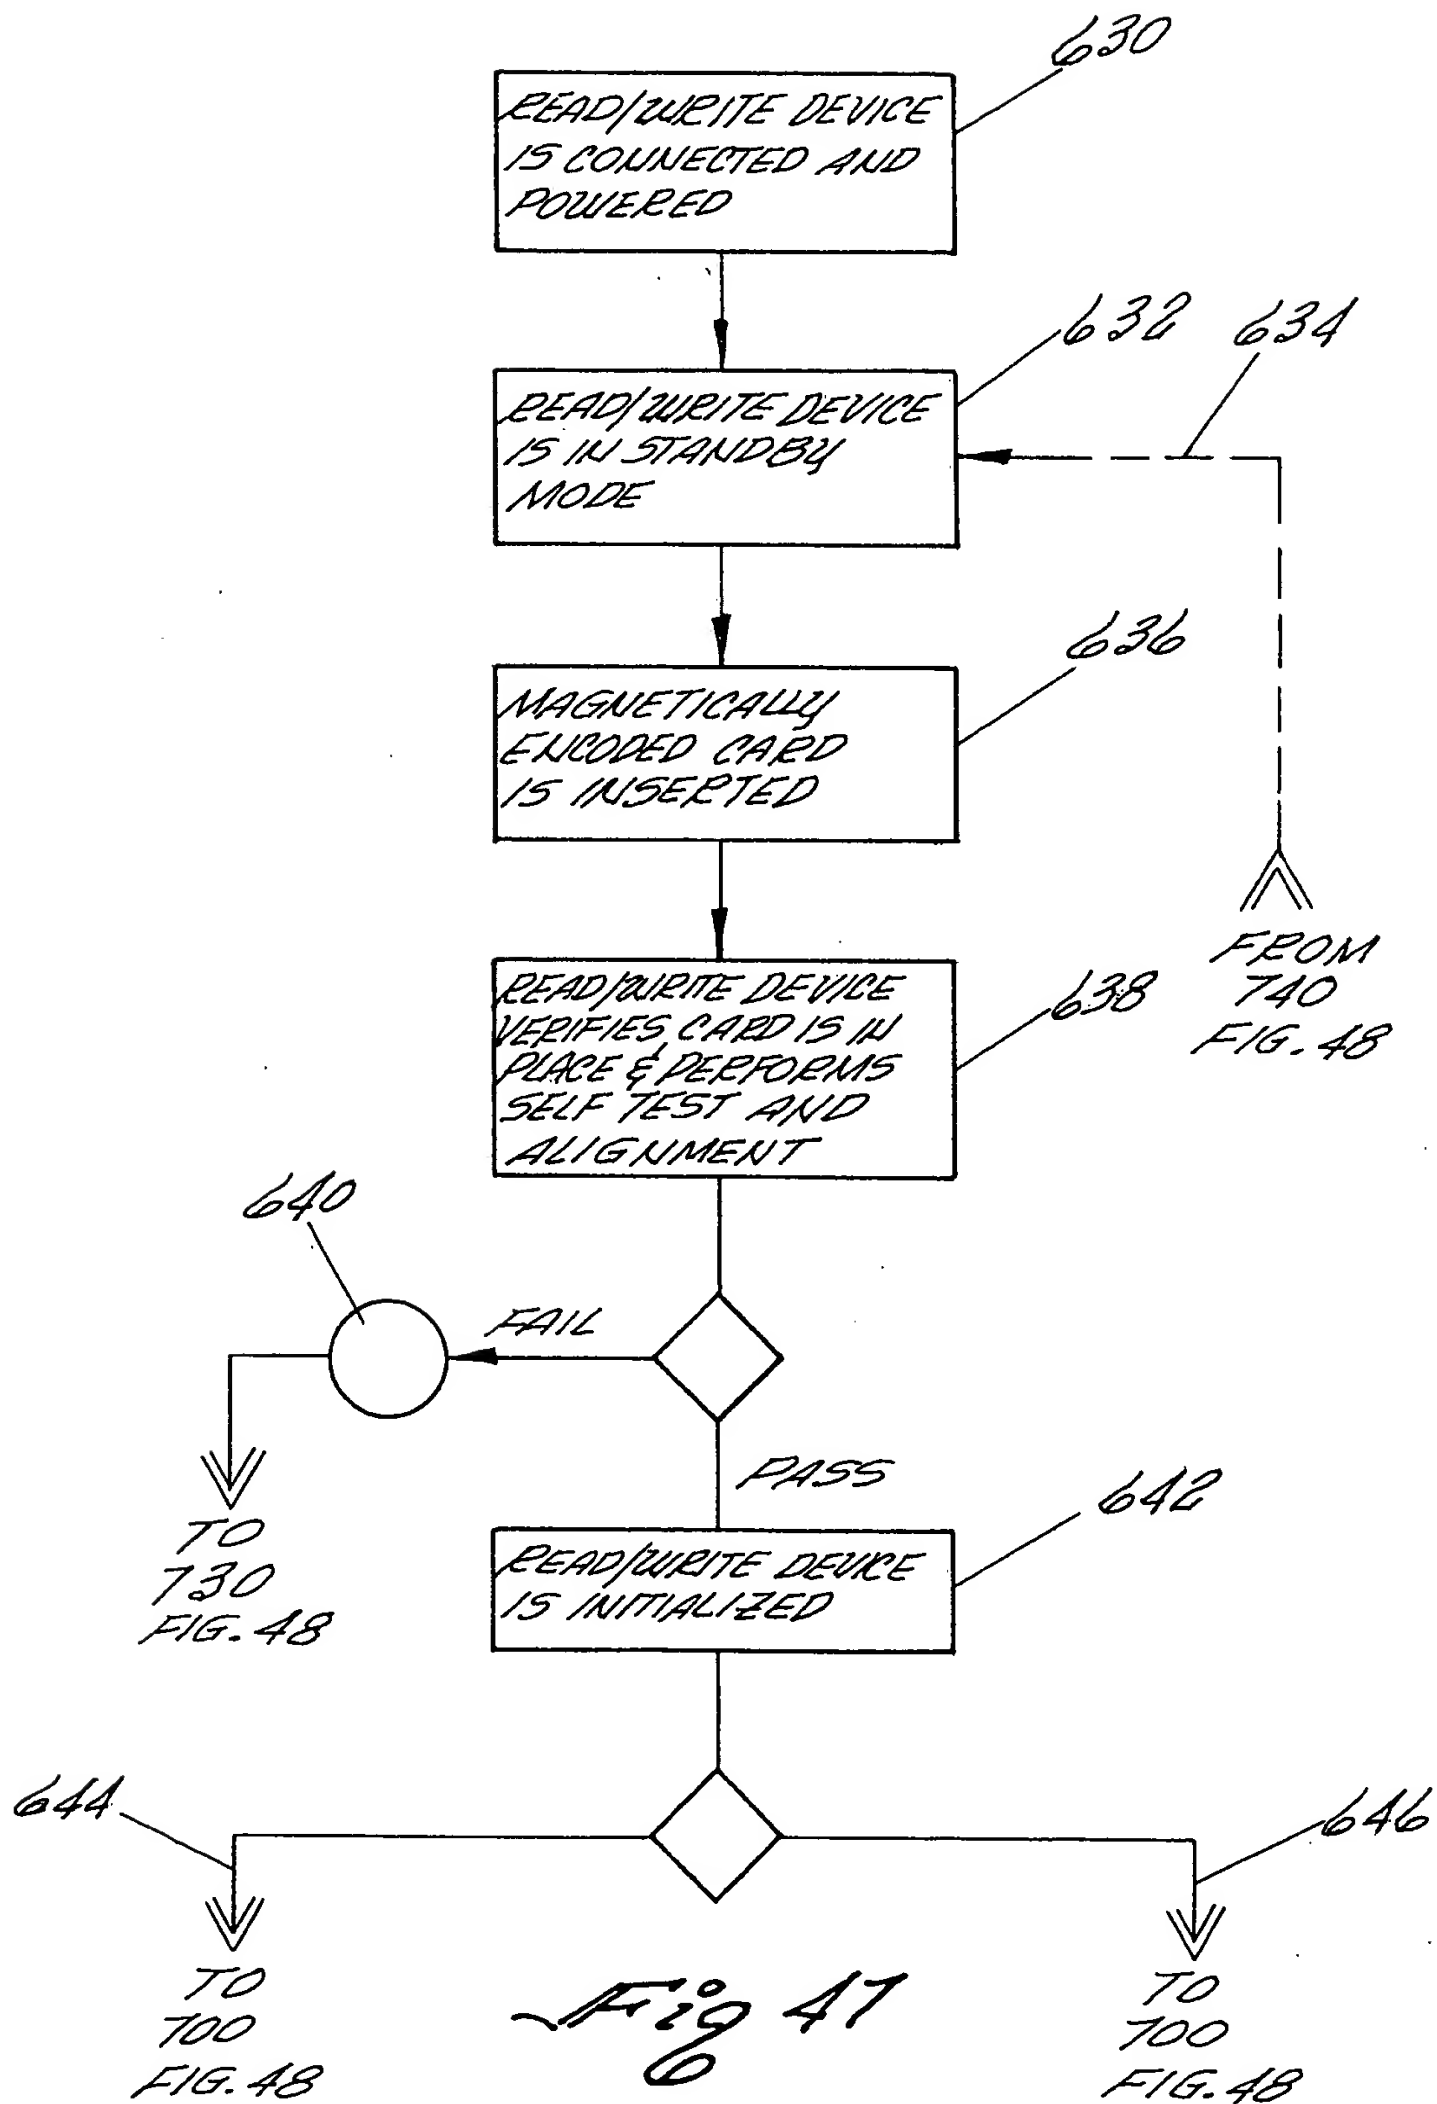 630
READ/WRITE DEVICE
IS CONNECTED AND
POWERED
632
634
READ/WRITE DEVICE
IS IN STANDBY
MODE
636
MAGNETICALLY
ENCODED CARD
IS INSERTED
FROM
740
FIG. 48
638
READ/WRITE DEVICE
VERIFIES CARD IS IN
PLACE & PERFORMS
SELF TEST AND
ALIGNMENT
640
FAIL
PASS
TO
730
FIG. 48
642
READ/WRITE DEVICE
IS INITIALIZED
644
646
TO
700
FIG. 48
TO
700
FIG. 48
Fig 47